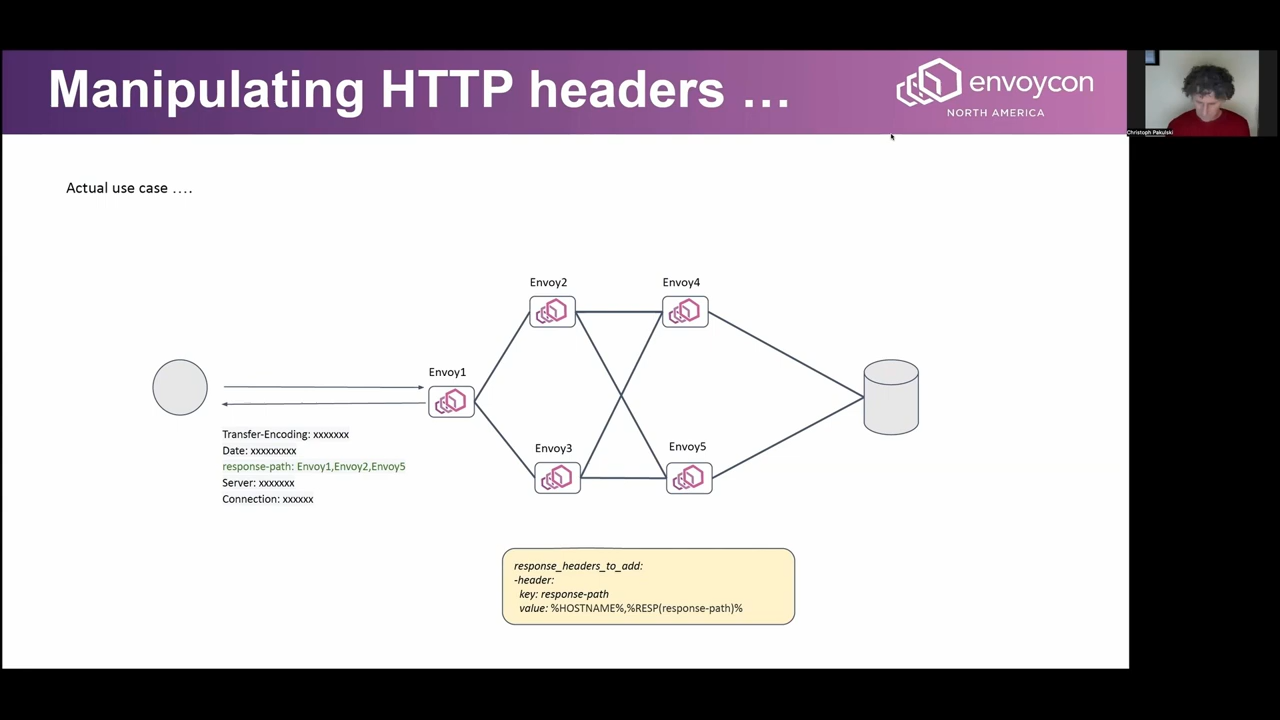 Manipulating HTTP headers ...
envoycon
NORTH AMERICA
Christoph Pakulski
Actual use case ....
Envoy2
Envoy4
Envoy1
Envoy3
Envoy5
Transfer-Encoding: xxxxxxx
Date: xxxxxxxxx
response-path: Envoy1,Envoy2,Envoy5
Server: xxxxxxx
Connection: xxxxxx
response_headers_to_add:
-header:
key: response-path
value: %HOSTNAME%,%RESP(response-path)%